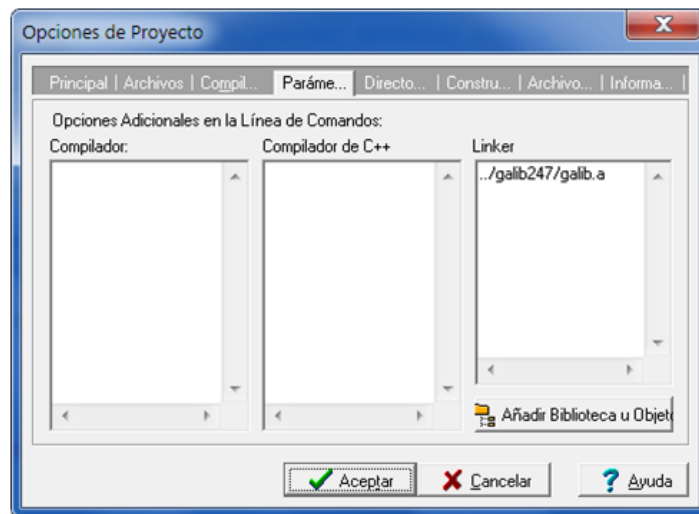 Opciones de Proyecto
Principal | Archivos | Compil... Paráme... Directo... | Constru... | Archivo... | Informa... |
Opciones Adicionales en la Línea de Comandos:
Compilador: Compilador de C++ Linker
../galib247/galib.a
Añadir Biblioteca u Objeto
Aceptar Cancelar Ayuda